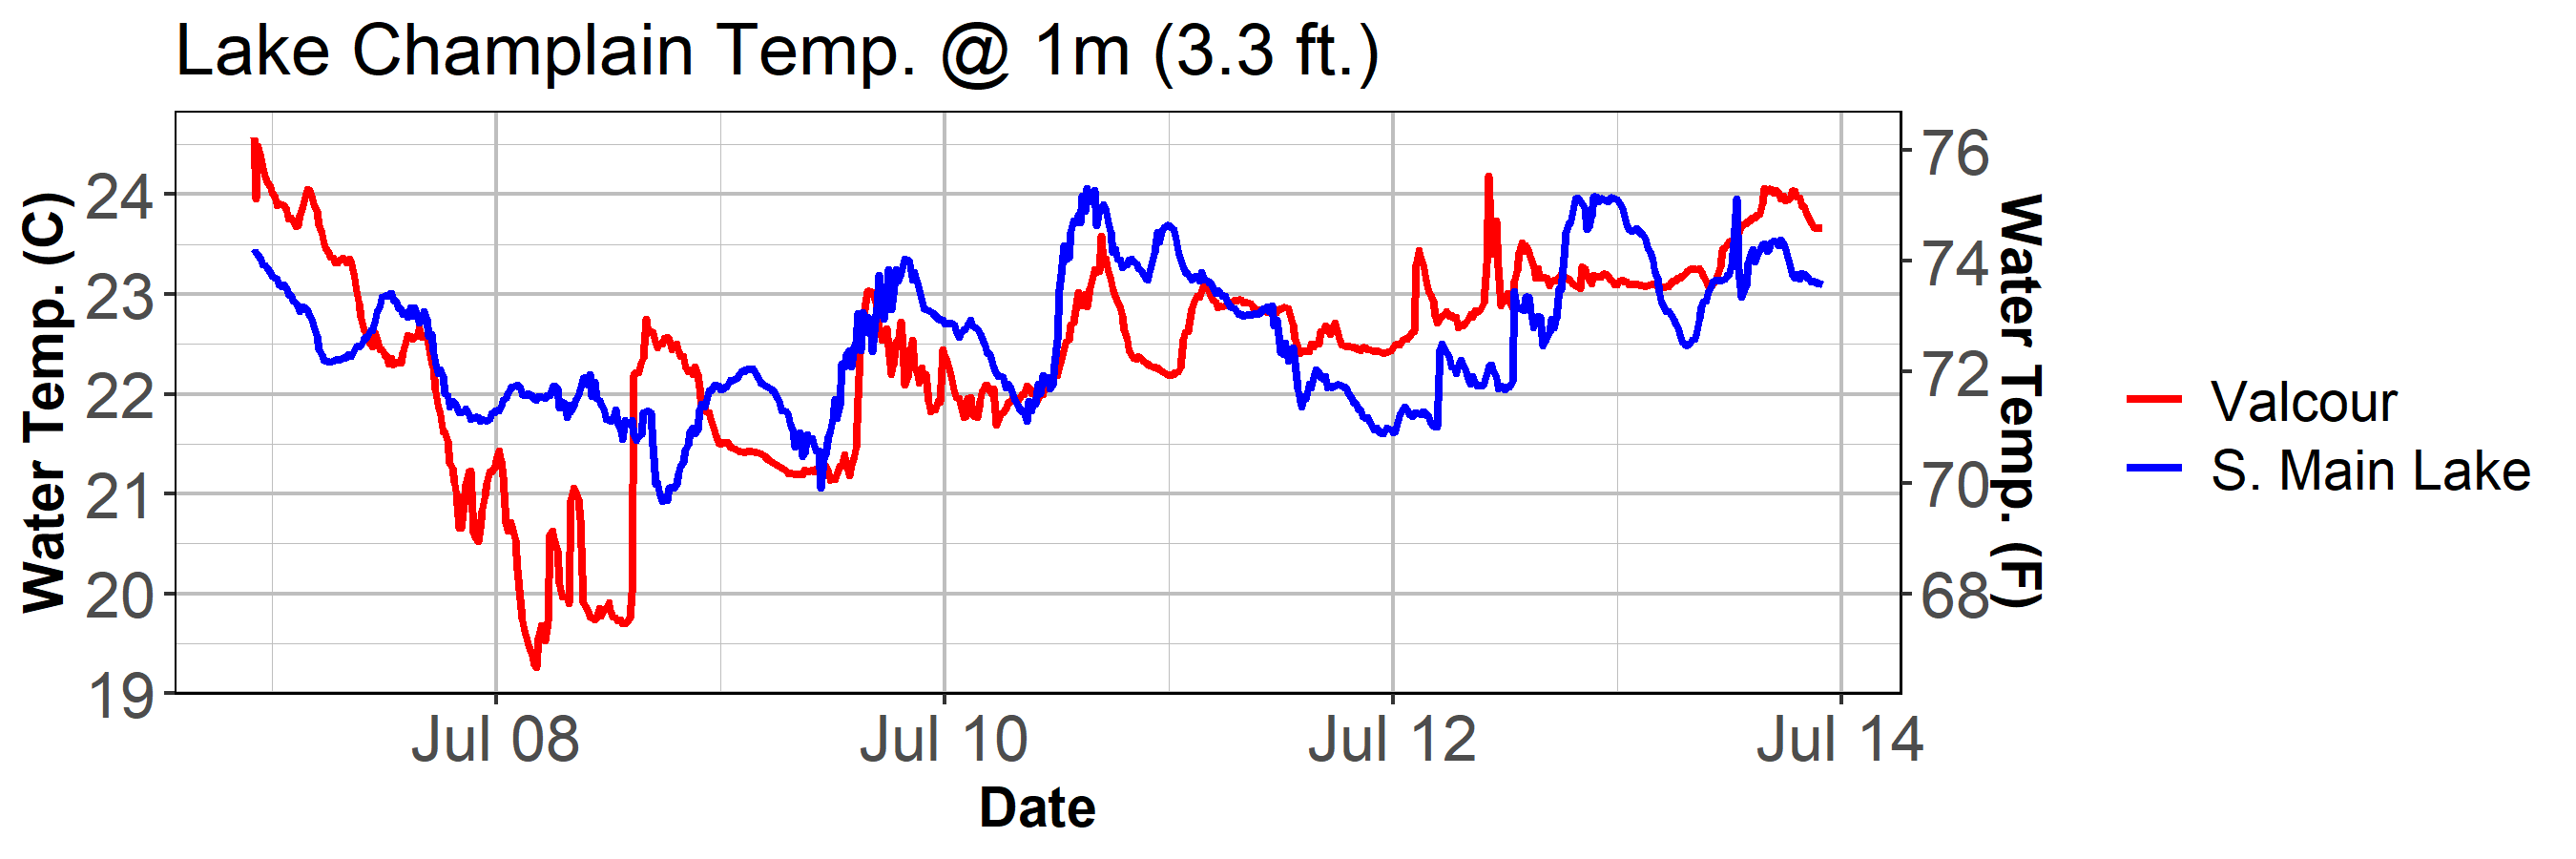 Lake Champlain Temp. @ 1m (3.3 ft.)
Water Temp. (C)
24
23
22
21
20
19
76
74
72
70
68
Water Temp. (F)
Jul 08
Jul 10
Jul 12
Jul 14
Date
Valcour
S. Main Lake